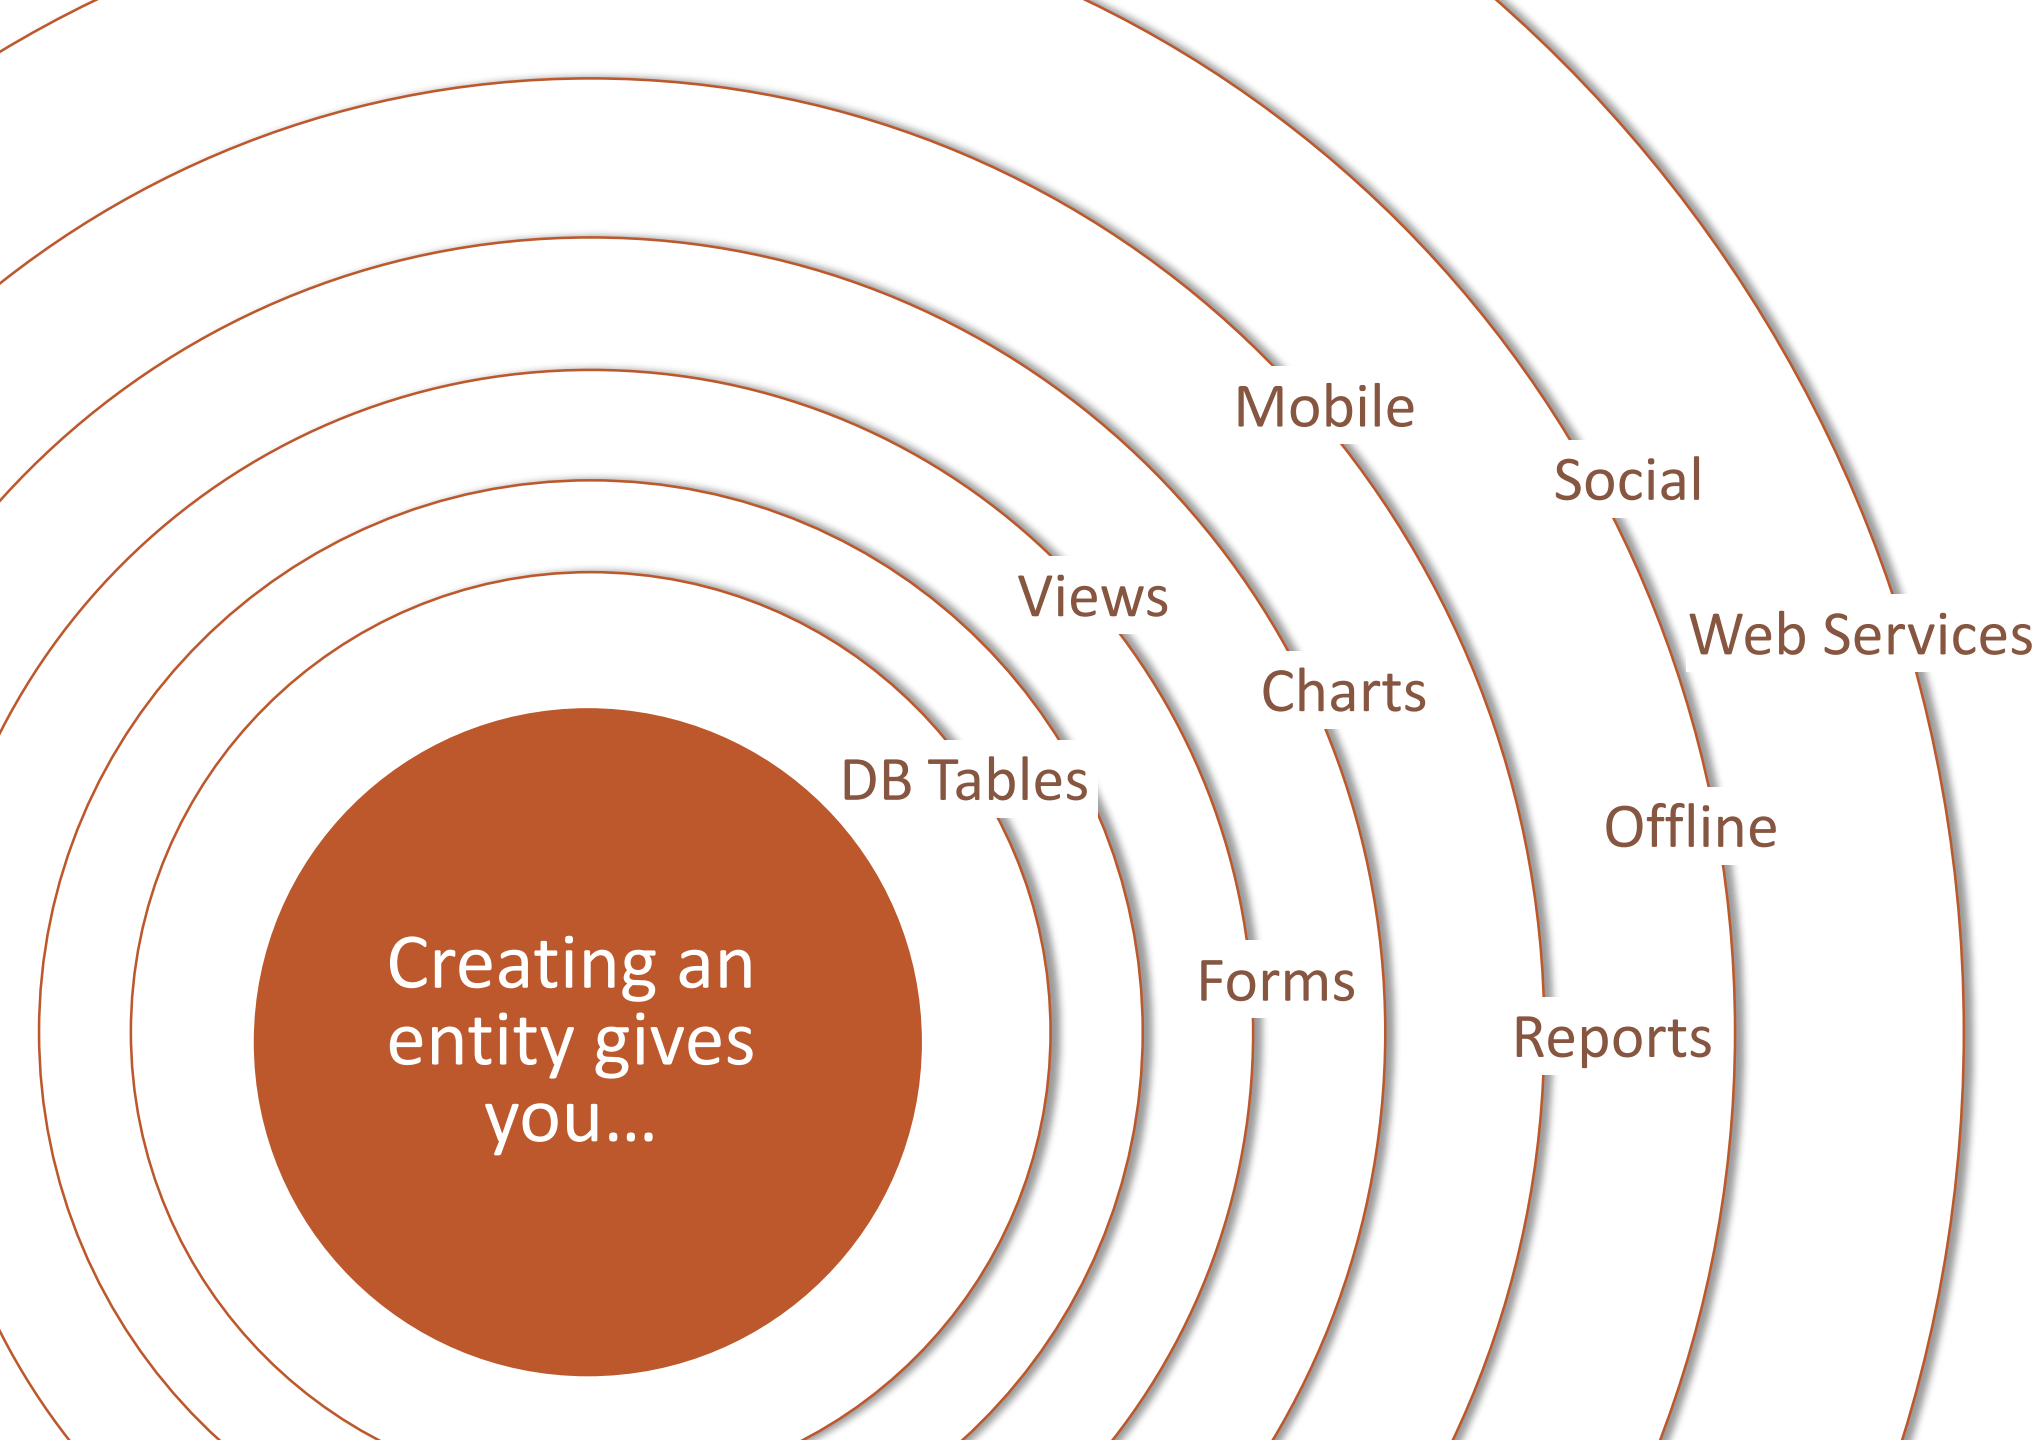 Creating an
entity gives
you...
DB Tables
Views
Forms
Charts
Mobile
Reports
Social
Offline
Web Services